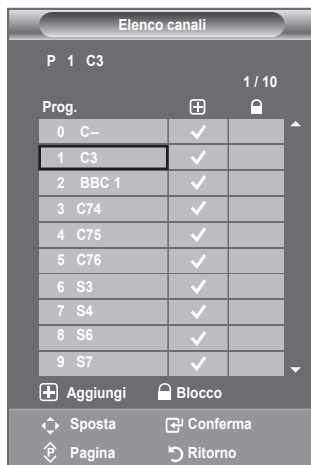 Elenco canali
P 1 C3
1 / 10
Prog.
0 C--
1 C3
2 BBC 1
3 C74
4 C75
5 C76
6 S3
7 S4
8 S6
9 S7
Aggiungi Blocco
Sposta Conferma
P Pagina Ritorno